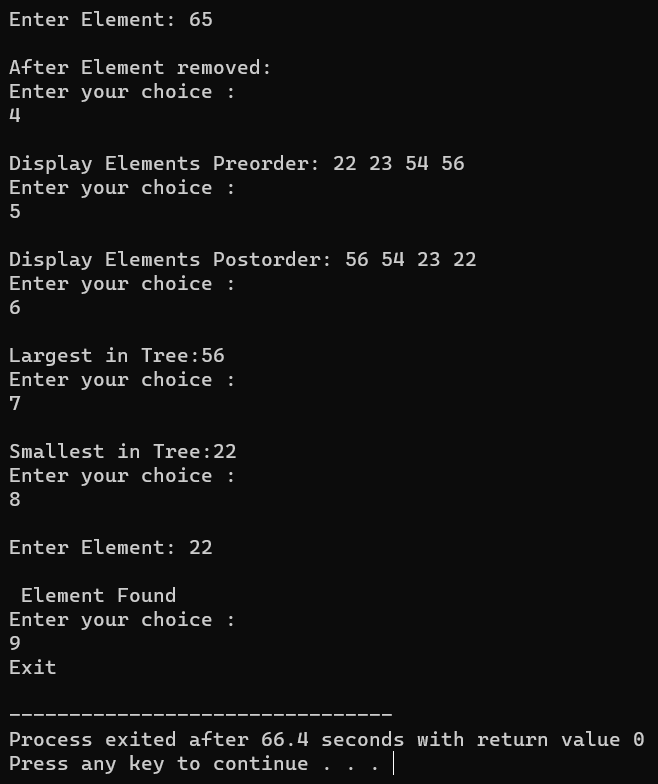 Enter Element: 65
After Element removed:
Enter your choice :
4
Display Elements Preorder: 22 23 54 56
Enter your choice :
5
Display Elements Postorder: 56 54 23 22
Enter your choice :
6
Largest in Tree:56
Enter your choice :
7
Smallest in Tree:22
Enter your choice :
8
Enter Element: 22
Element Found
Enter your choice :
9
Exit
--------------------------------
Process exited after 66.4 seconds with return value 0
Press any key to continue . . .